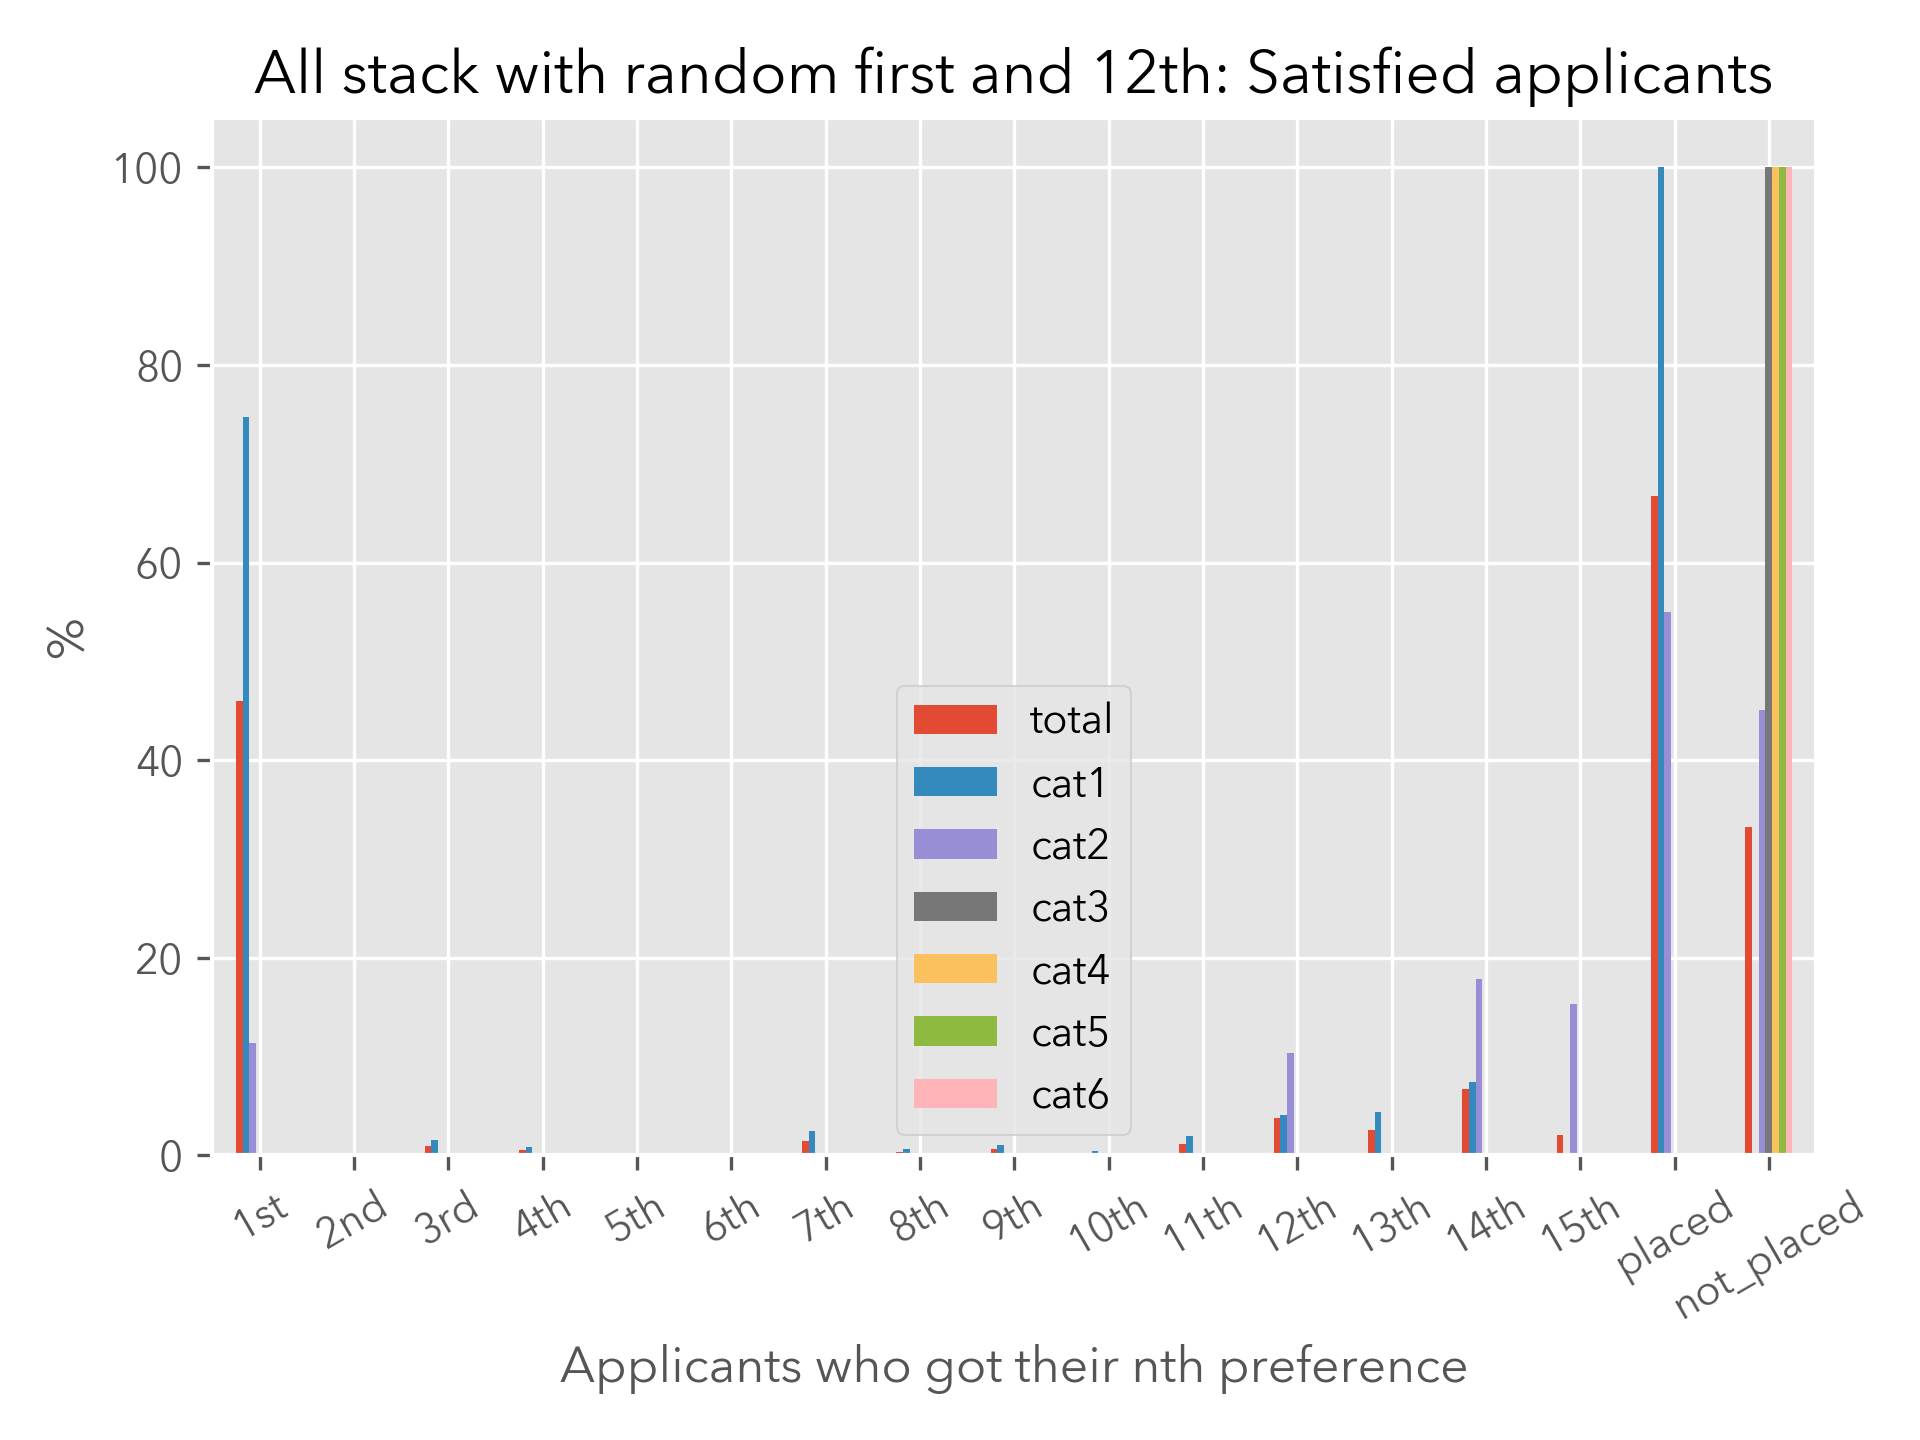 All stack with random first and 12th: Satisfied applicants
100
80
60
40
20
0
%
total
cat1
cat2
cat3
cat4
cat5
cat6
1st
2nd
3rd
4th
5th
6th
7th
8th
9th
10th
11th
12th
13th
14th
15th
placed
not_placed
Applicants who got their nth preference